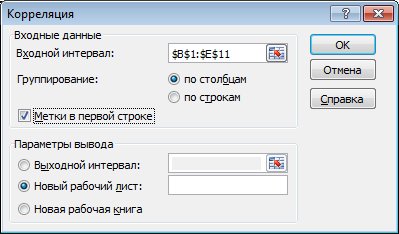 Корреляция
?
Входные данные
Входной интервал: $B$1:$E$11
OK
Группирование: по столбцам
Отмена
по строкам
Справка
Метки в первой строке
Параметры вывода
Выходной интервал:
Новый рабочий лист:
Новая рабочая книга